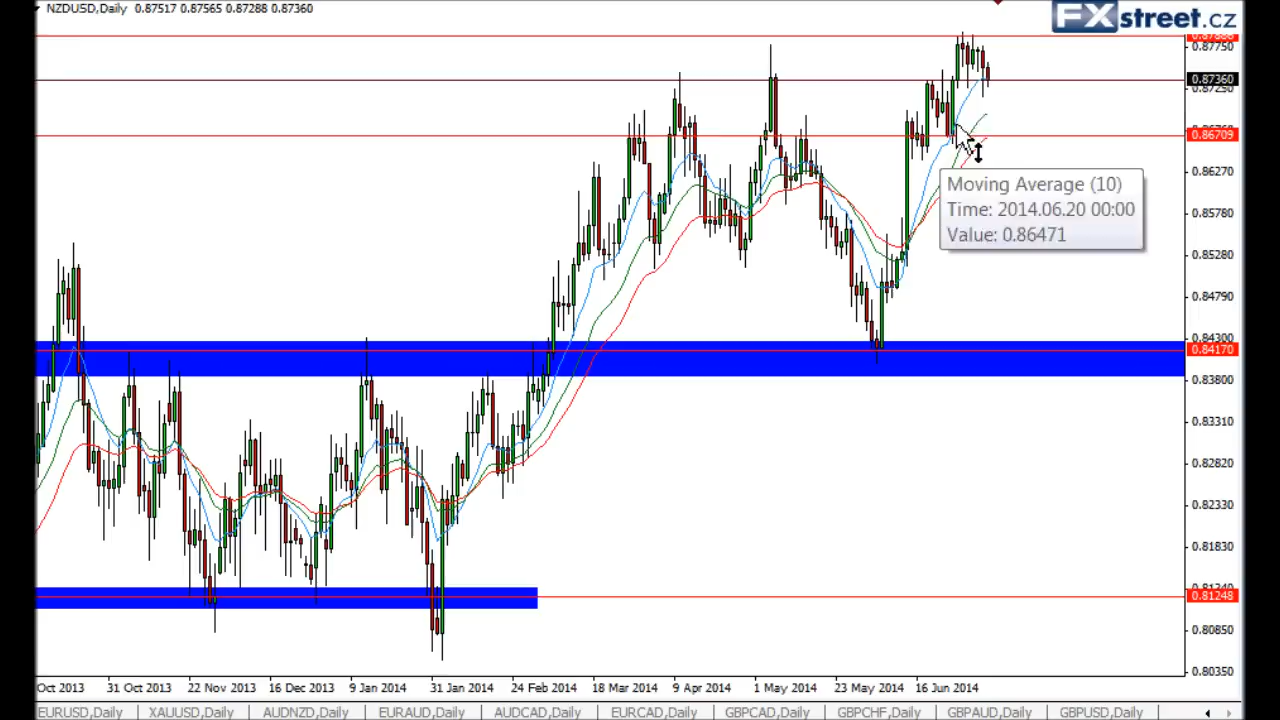 NZDUSD,Daily 0.87517 0.87565 0.87288 0.87360
FXstreet.cz
0.87775
0.87360
0.87255
0.86709
0.86270
0.85780
0.85280
0.84790
0.84300
0.84170
0.83800
0.83310
0.82820
0.82330
0.81830
0.81248
0.80850
0.80350
Moving Average (10)
Time: 2014.06.20 00:00
Value: 0.86471
Oct 2013 31 Oct 2013 22 Nov 2013 16 Dec 2013 9 Jan 2014 31 Jan 2014 24 Feb 2014 18 Mar 2014 9 Apr 2014 1 May 2014 23 May 2014 16 Jun 2014
EURUSD,Daily XAUUSD,Daily AUDNZD,Daily EURAUD,Daily AUDCAD,Daily EURCAD,Daily GBPCAD,Daily GBPCHF,Daily GBPAUD,Daily GBPUSD,Daily